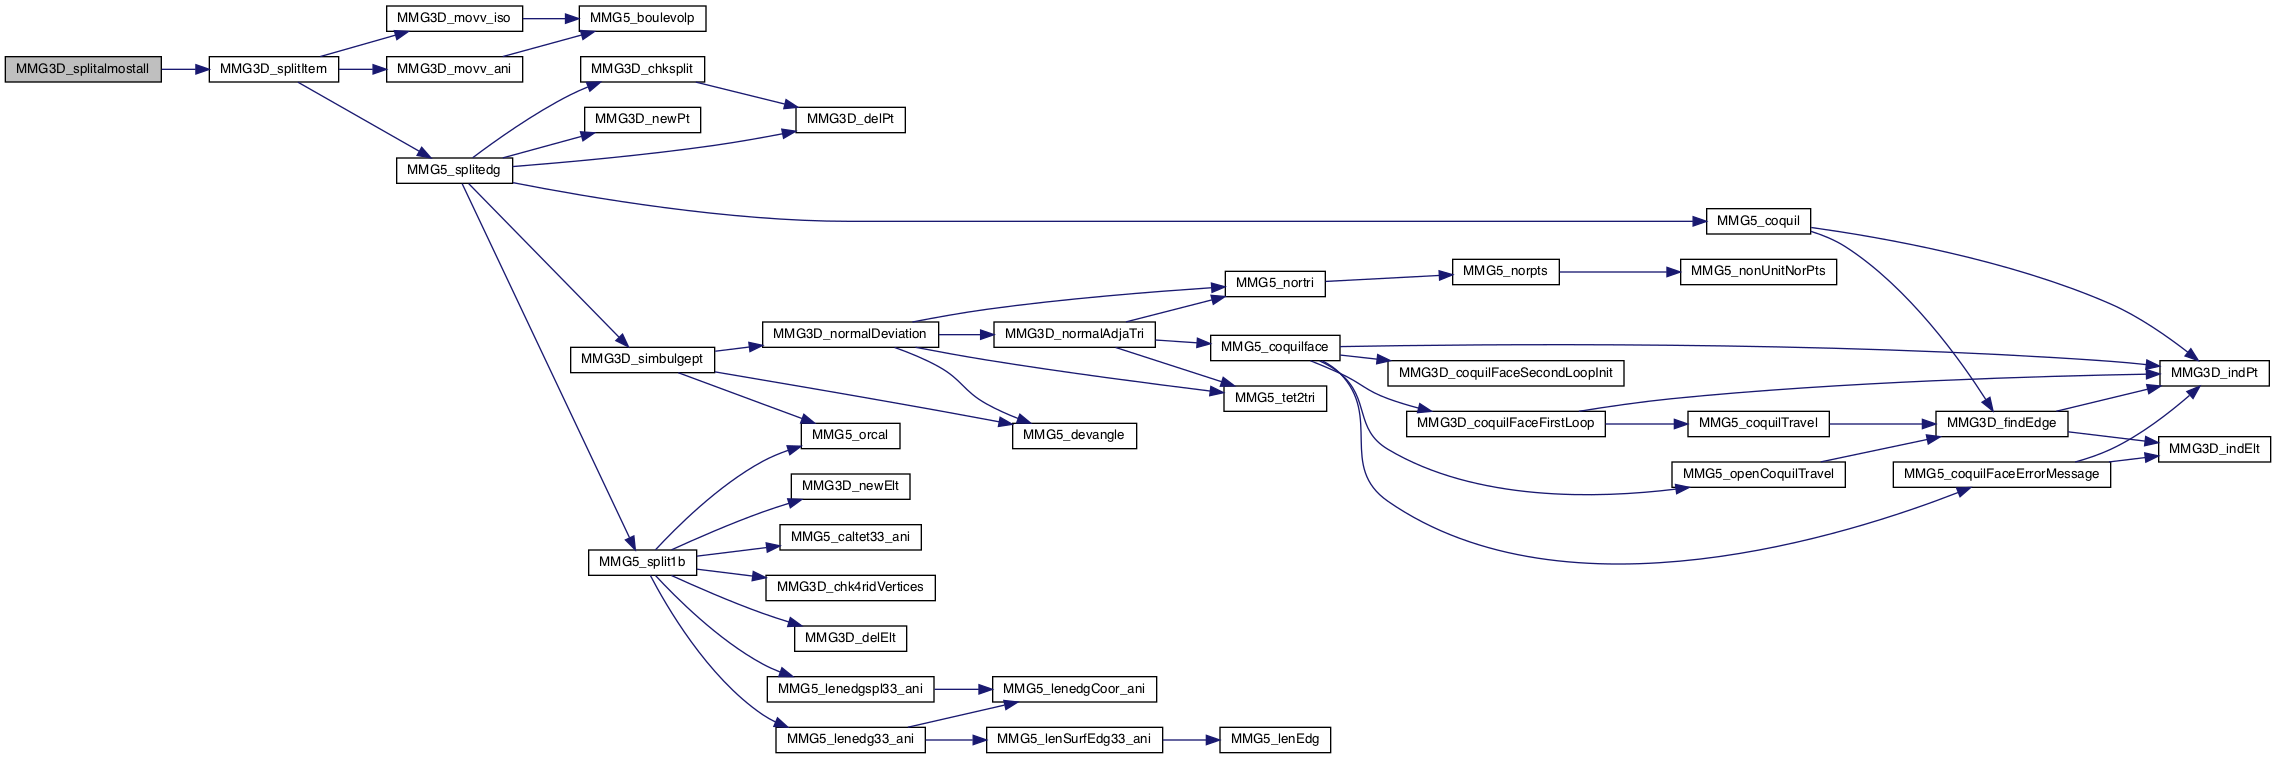 MMG3D_splitalmostall
MMG3D_splitItem
MMG3D_movv_iso
MMG3D_movv_ani
MMG5_boulevolp
MMG5_splitedg
MMG3D_chksplit
MMG3D_newPt
MMG3D_delPt
MMG5_coquil
MMG3D_simbulgept
MMG3D_normalDeviation
MMG3D_normalAdjaTri
MMG5_nortri
MMG5_norpts
MMG5_nonUnitNorPts
MMG5_coquilface
MMG3D_coquilFaceSecondLoopInit
MMG5_tet2tri
MMG3D_coquilFaceFirstLoop
MMG5_coquilTravel
MMG5_openCoquilTravel
MMG3D_findEdge
MMG5_coquilFaceErrorMessage
MMG3D_indPt
MMG3D_indElt
MMG5_orcal
MMG5_devangle
MMG5_split1b
MMG3D_newElt
MMG5_caltet33_ani
MMG3D_chk4ridVertices
MMG3D_delElt
MMG5_lenedgspl33_ani
MMG5_lenedgCoor_ani
MMG5_lenedg33_ani
MMG5_lenSurfEdg33_ani
MMG5_lenEdg